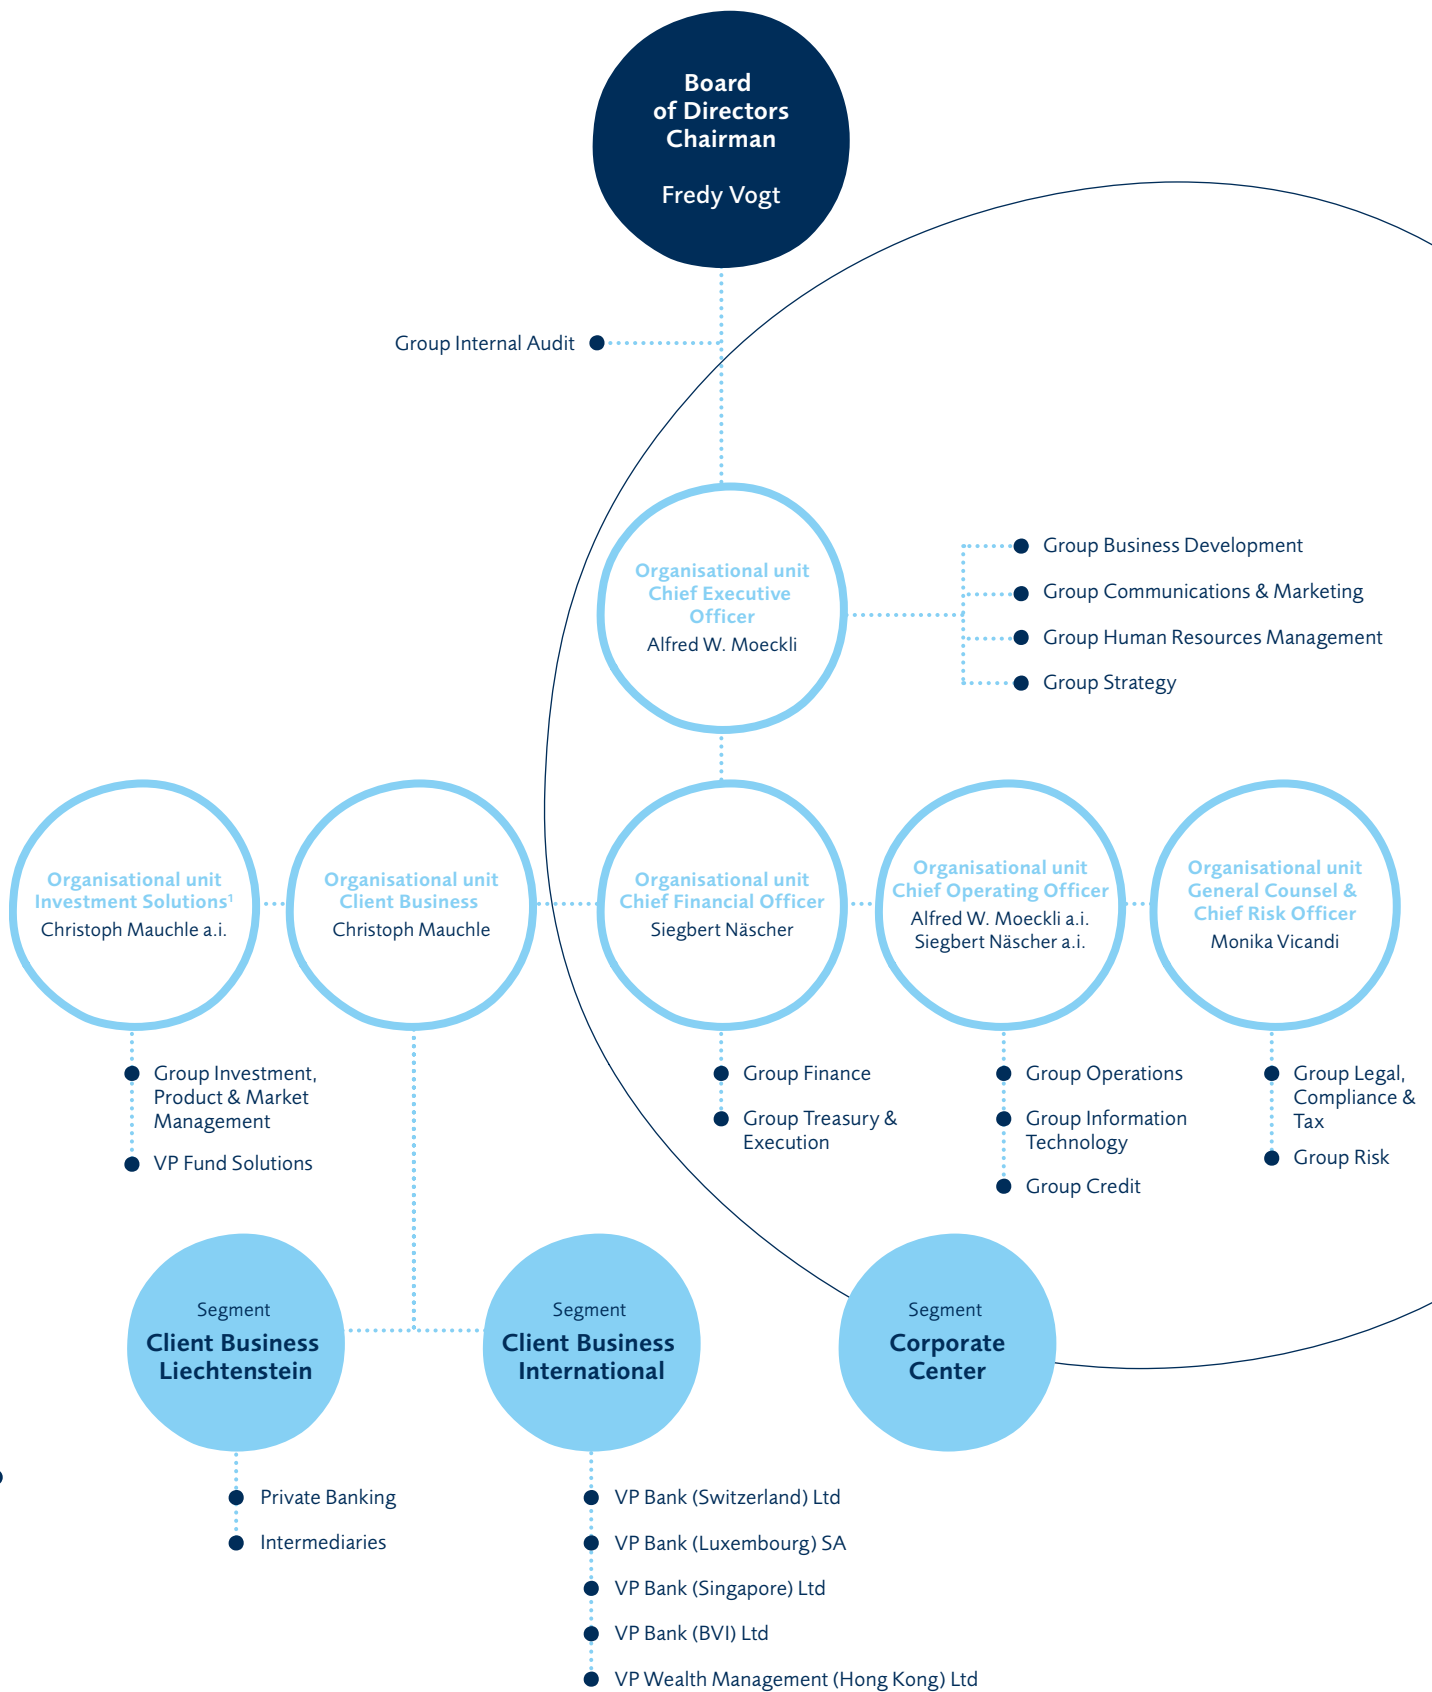 Board
of Directors
Chairman
Fredy Vogt
Group Internal Audit
Organisational unit
Chief Executive
Officer
Alfred W. Moeckli
Group Business Development
Group Communications & Marketing
Group Human Resources Management
Group Strategy
Organisational unit
Investment Solutions¹
Christoph Mauchle a.i.
Organisational unit
Client Business
Christoph Mauchle
Organisational unit
Chief Financial Officer
Siegbert Näscher
Organisational unit
Chief Operating Officer
Alfred W. Moeckli a.i.
Siegbert Näscher a.i.
Organisational unit
General Counsel &
Chief Risk Officer
Monika Vicandi
Group Investment,
Product & Market
Management
VP Fund Solutions
Group Finance
Group Treasury &
Execution
Group Operations
Group Information
Technology
Group Credit
Group Legal,
Compliance &
Tax
Group Risk
Segment
Client Business
Liechtenstein
Segment
Client Business
International
Segment
Corporate
Center
Private Banking
Intermediaries
VP Bank (Switzerland) Ltd
VP Bank (Luxembourg) SA
VP Bank (Singapore) Ltd
VP Bank (BVI) Ltd
VP Wealth Management (Hong Kong) Ltd